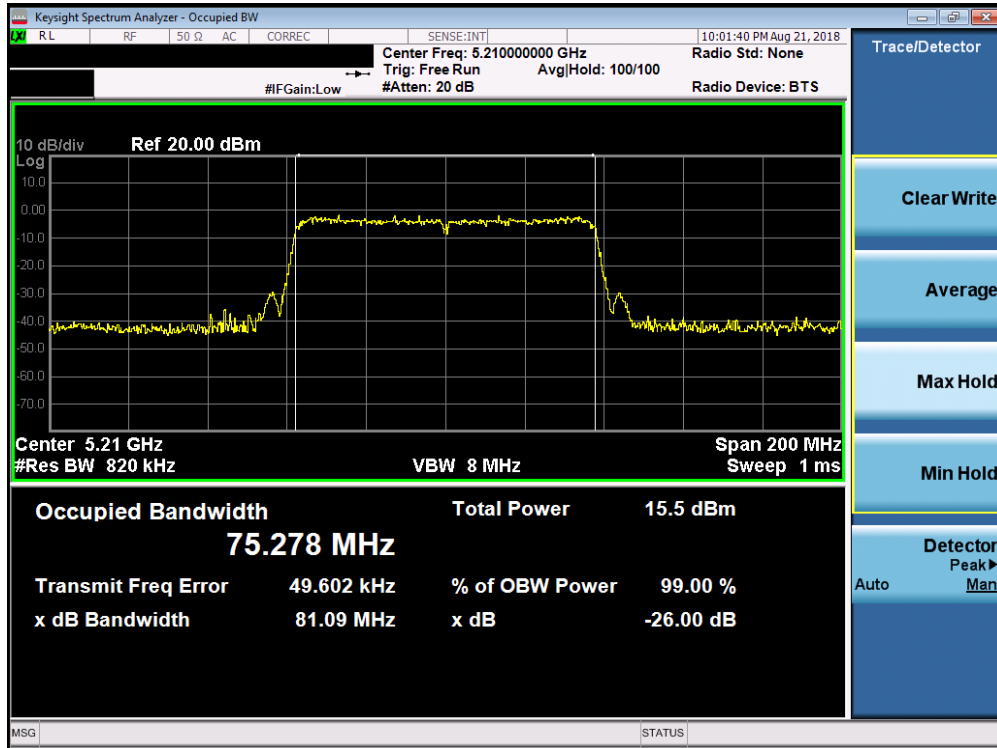 Keysight Spectrum Analyzer - Occupied BW
LXI RL RF 50 Ω AC CORREC SENSE:INT 10:01:40 PM Aug 21, 2018
Center Freq: 5.210000000 GHz Radio Std: None
Trig: Free Run Avg|Hold: 100/100
#IFGain:Low #Atten: 20 dB Radio Device: BTS
10 dB/div Ref 20.00 dBm
Log
10.0
0.00
-10.0
-20.0
-30.0
-40.0
-50.0
-60.0
-70.0
Center 5.21 GHz Span 200 MHz
#Res BW 820 kHz VBW 8 MHz Sweep 1 ms
Occupied Bandwidth Total Power 15.5 dBm
75.278 MHz
Transmit Freq Error 49.602 kHz % of OBW Power 99.00 %
x dB Bandwidth 81.09 MHz x dB -26.00 dB
Trace/Detector
Clear Write
Average
Max Hold
Min Hold
Detector
Peak▶
Auto Man
MSG STATUS